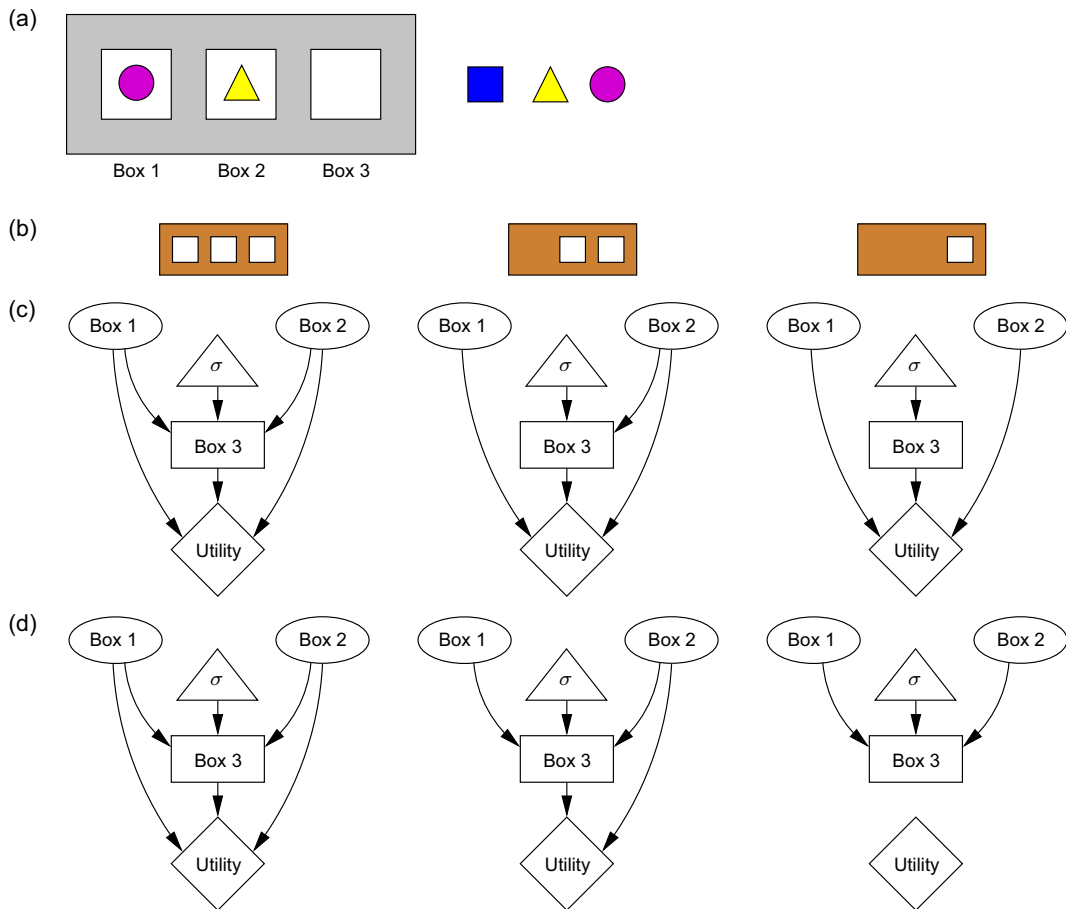 (a)
Box 1 Box 2 Box 3
(b)
(c)
Box 1 Box 2 Box 1 Box 2 Box 1 Box 2
σ σ σ
Box 3 Box 3 Box 3
Utility Utility Utility
(d)
Box 1 Box 2 Box 1 Box 2 Box 1 Box 2
σ σ σ
Box 3 Box 3 Box 3
Utility Utility Utility